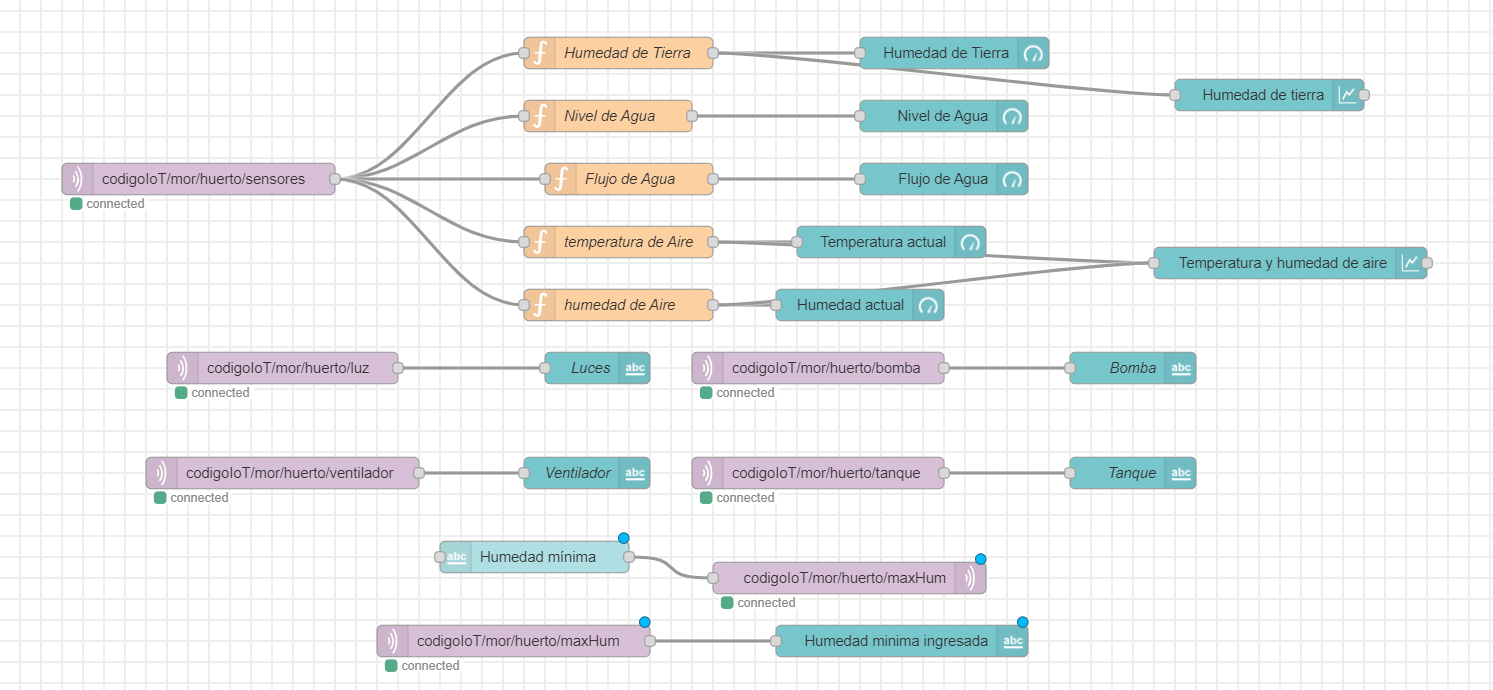 Humedad de Tierra
Humedad de Tierra
Humedad de tierra
Nivel de Agua
Nivel de Agua
codigoIoT/mor/huerto/sensores
connected
Flujo de Agua
Flujo de Agua
temperatura de Aire
Temperatura actual
Temperatura y humedad de aire
humedad de Aire
Humedad actual
codigoIoT/mor/huerto/luz
connected
Luces
abc
codigoIoT/mor/huerto/bomba
connected
Bomba
abc
codigoIoT/mor/huerto/ventilador
connected
Ventilador
abc
codigoIoT/mor/huerto/tanque
connected
Tanque
abc
abc
Humedad mínima
codigoIoT/mor/huerto/maxHum
connected
codigoIoT/mor/huerto/maxHum
connected
Humedad minima ingresada
abc